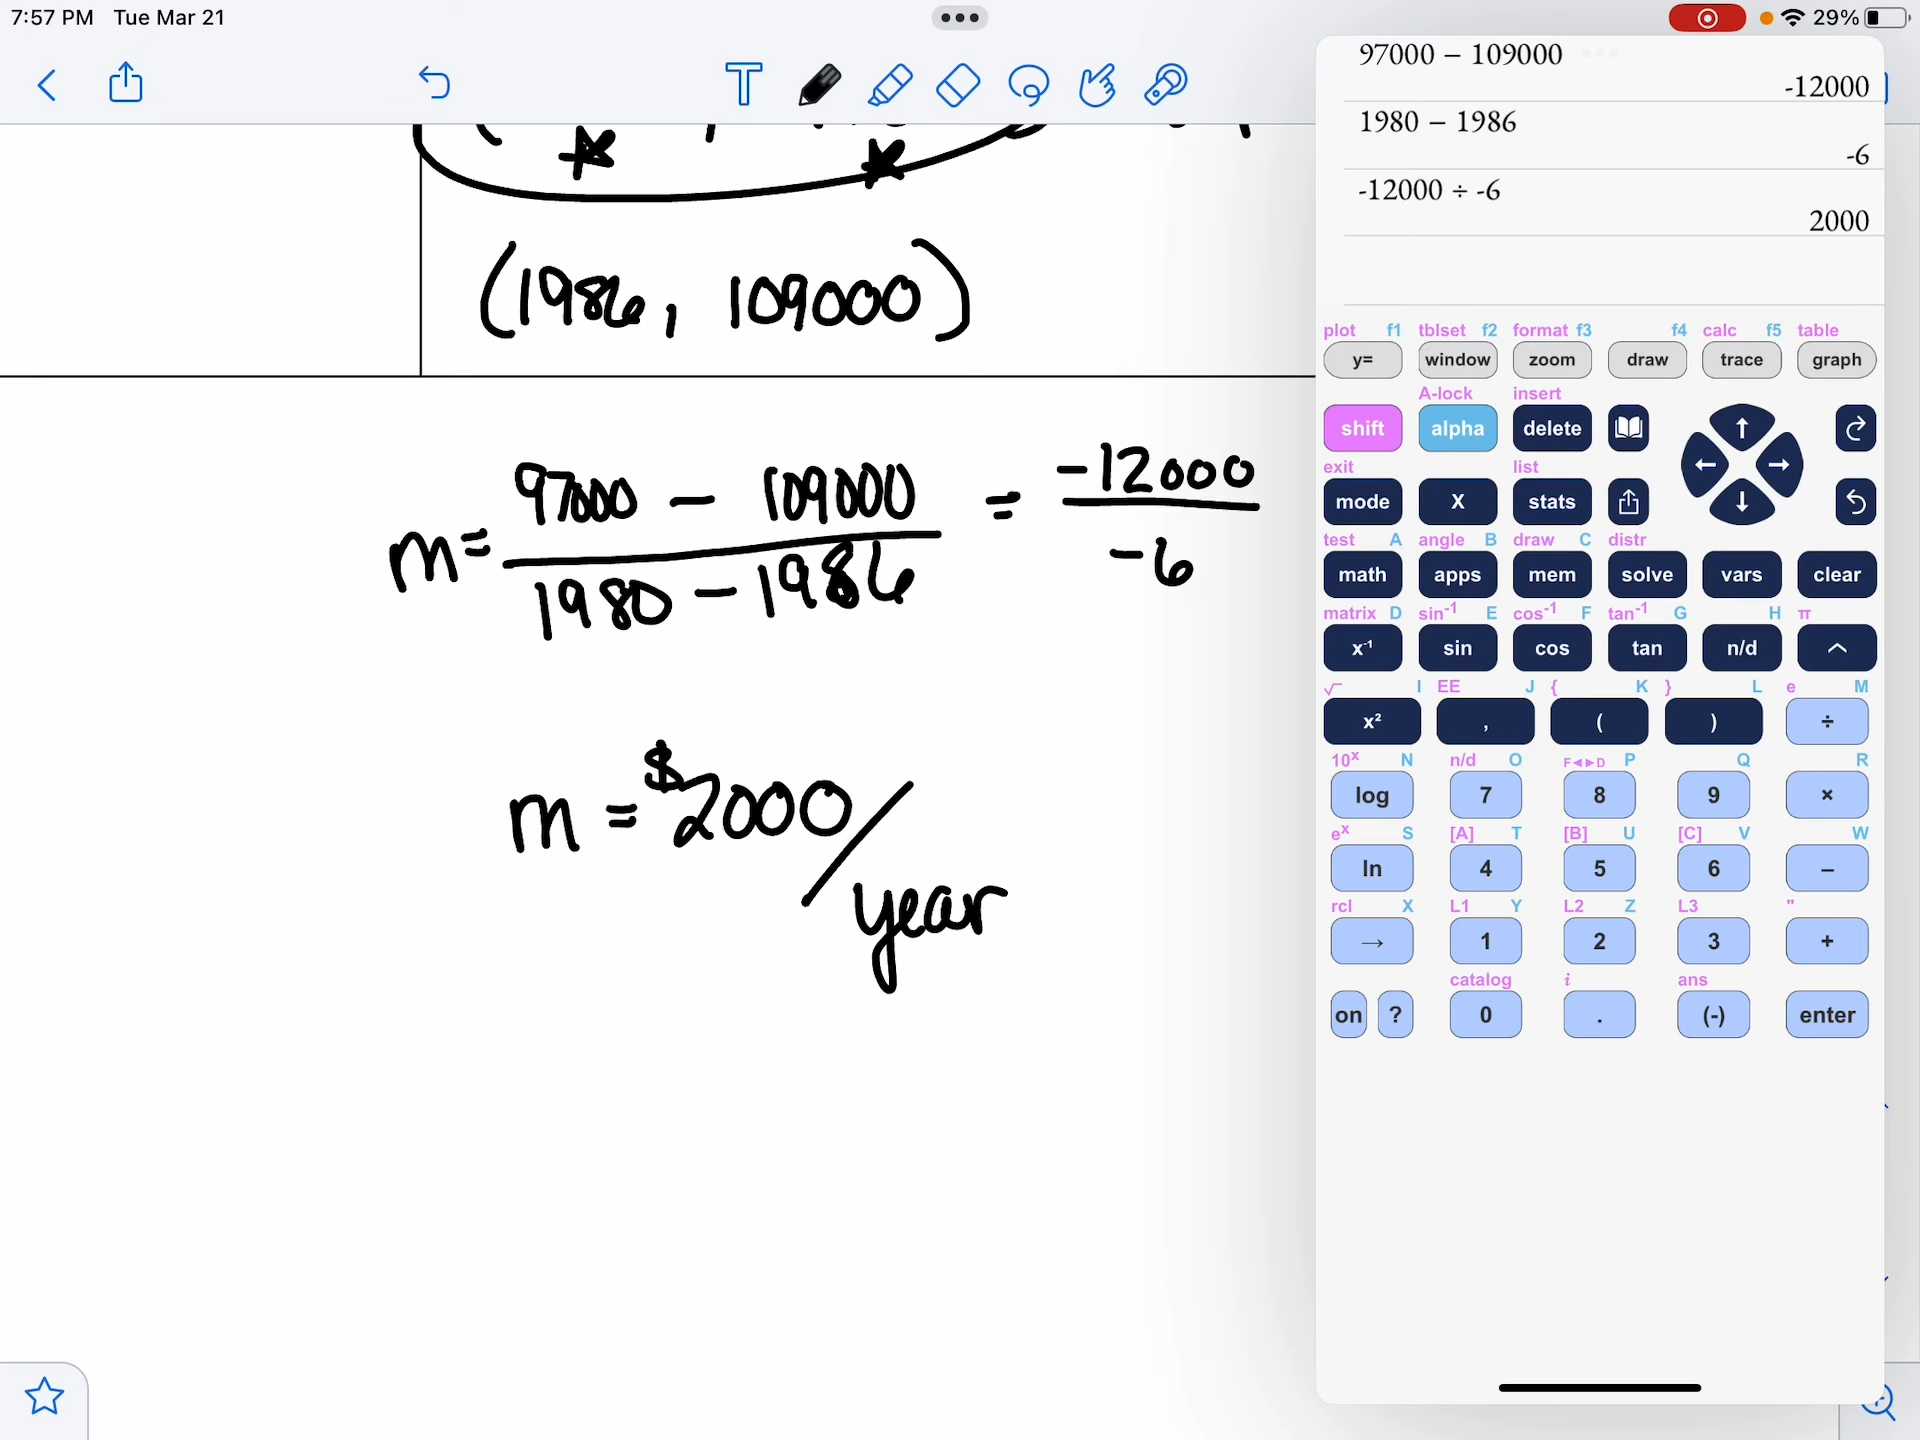 7:57 PM Tue Mar 21
29%
97000 − 109000
-12000
1980 − 1986
-6
-12000 ÷ -6
2000
(1986, 109000)
m = 97000 − 109000 / 1980 − 1986 = −12000 / −6
m = $2000/year
plot f1 tblset f2 format f3 f4 calc f5 table
y= window zoom draw trace graph
A-lock insert
shift alpha delete
exit list
mode X stats
test A angle B draw C distr
math apps mem solve vars clear
matrix D sin⁻¹ E cos⁻¹ F tan⁻¹ G H π
x⁻¹ sin cos tan n/d ^
√ I EE J { K } L e M
x² , ( ) ÷
10ˣ N n/d O F◄►D P Q R
log 7 8 9 ×
eˣ S [A] T [B] U [C] V W
ln 4 5 6 −
rcl X L1 Y L2 Z L3 "
→ 1 2 3 +
catalog i ans
on ? 0 . (-) enter